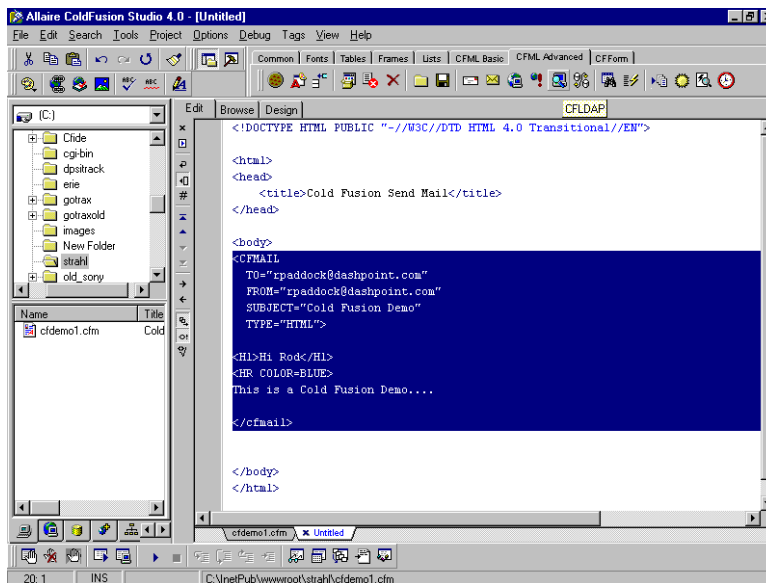 Allaire ColdFusion Studio 4.0 - [Untitled]
File Edit Search Tools Project Options Debug Tags View Help
Common Fonts Tables Frames Lists CFML Basic CFML Advanced CFForm
(C:)
Cfide
cgi-bin
dpsitrack
erie
gotrax
gotraxold
images
New Folder
strahl
old_sony
Name Title
cfdemo1.cfm Cold
Edit Browse Design
CFLDAP
<!DOCTYPE HTML PUBLIC "-//W3C//DTD HTML 4.0 Transitional//EN">
<html>
<head>
<title>Cold Fusion Send Mail</title>
</head>
<body>
<CFMAIL
TO="rpaddock@dashpoint.com"
FROM="rpaddock@dashpoint.com"
SUBJECT="Cold Fusion Demo"
TYPE="HTML">
<H1>Hi Rod</H1>
<HR COLOR=BLUE>
This is a Cold Fusion Demo....
</cfmail>
</body>
</html>
cfdemo1.cfm Untitled
20: 1 INS C:\InetPub\wwwroot\strahl\cfdemo1.cfm